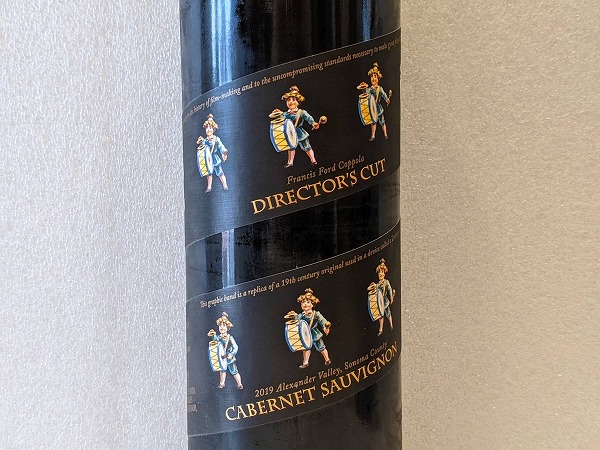 history of film-making and to the uncompromising standards necessary to make great
Francis Ford Coppola
DIRECTOR'S CUT
This graphic band is a replica of a 19th century original used in a device called a
2019 Alexander Valley, Sonoma County
CABERNET SAUVIGNON